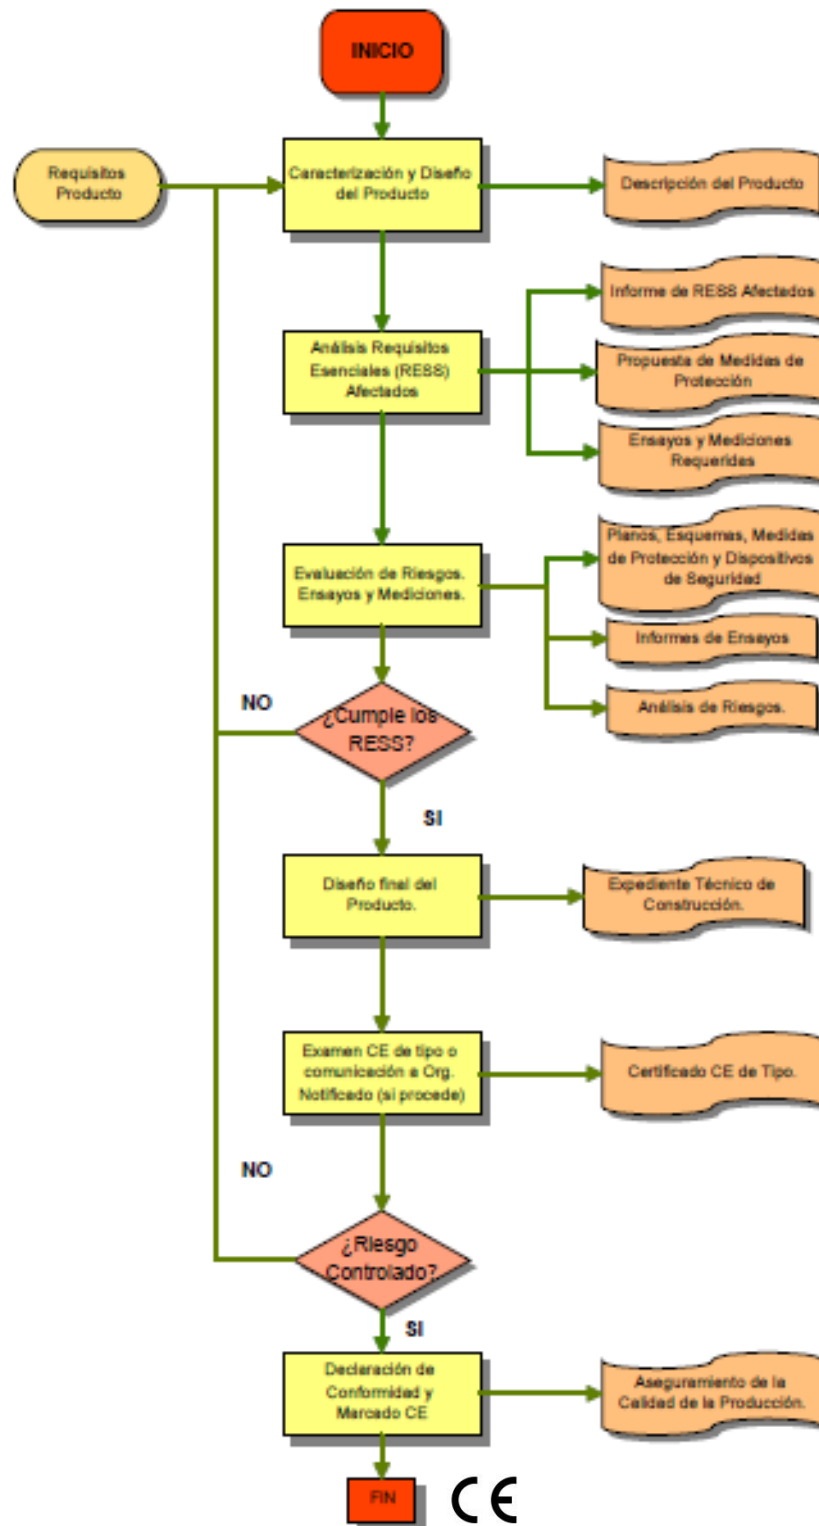 INICIO
Requisitos
Producto
Caracterización y Diseño
del Producto
Descripción del Producto
Informe de RESS Afectados
Análisis Requisitos
Esenciales (RESS)
Afectados
Propuesta de Medidas de
Protección
Ensayos y Mediciones
Requeridas
Planos, Esquemas, Medidas
de Protección y Dispositivos
de Seguridad
Evaluación de Riesgos.
Ensayos y Mediciones.
Informes de Ensayos
Análisis de Riesgos.
NO
¿Cumple los
RESS?
SI
Diseño final del
Producto.
Expediente Técnico de
Construcción.
Examen CE de tipo o
comunicación a Org.
Notificado (si procede)
Certificado CE de Tipo.
NO
¿Riesgo
Controlado?
SI
Declaración de
Conformidad y
Marcado CE
Aseguramiento de la
Calidad de la Producción.
FIN
CE